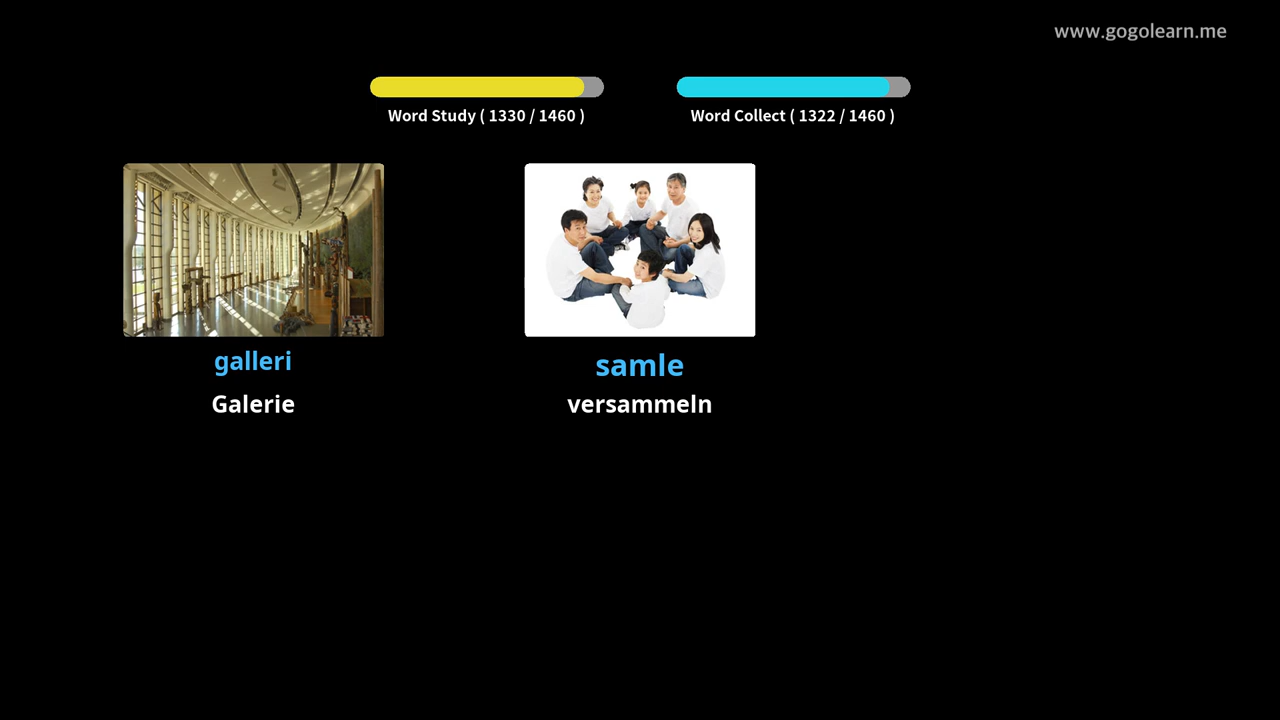 www.gogolearn.me
Word Study ( 1330 / 1460 )
Word Collect ( 1322 / 1460 )
galleri
Galerie
samle
versammeln